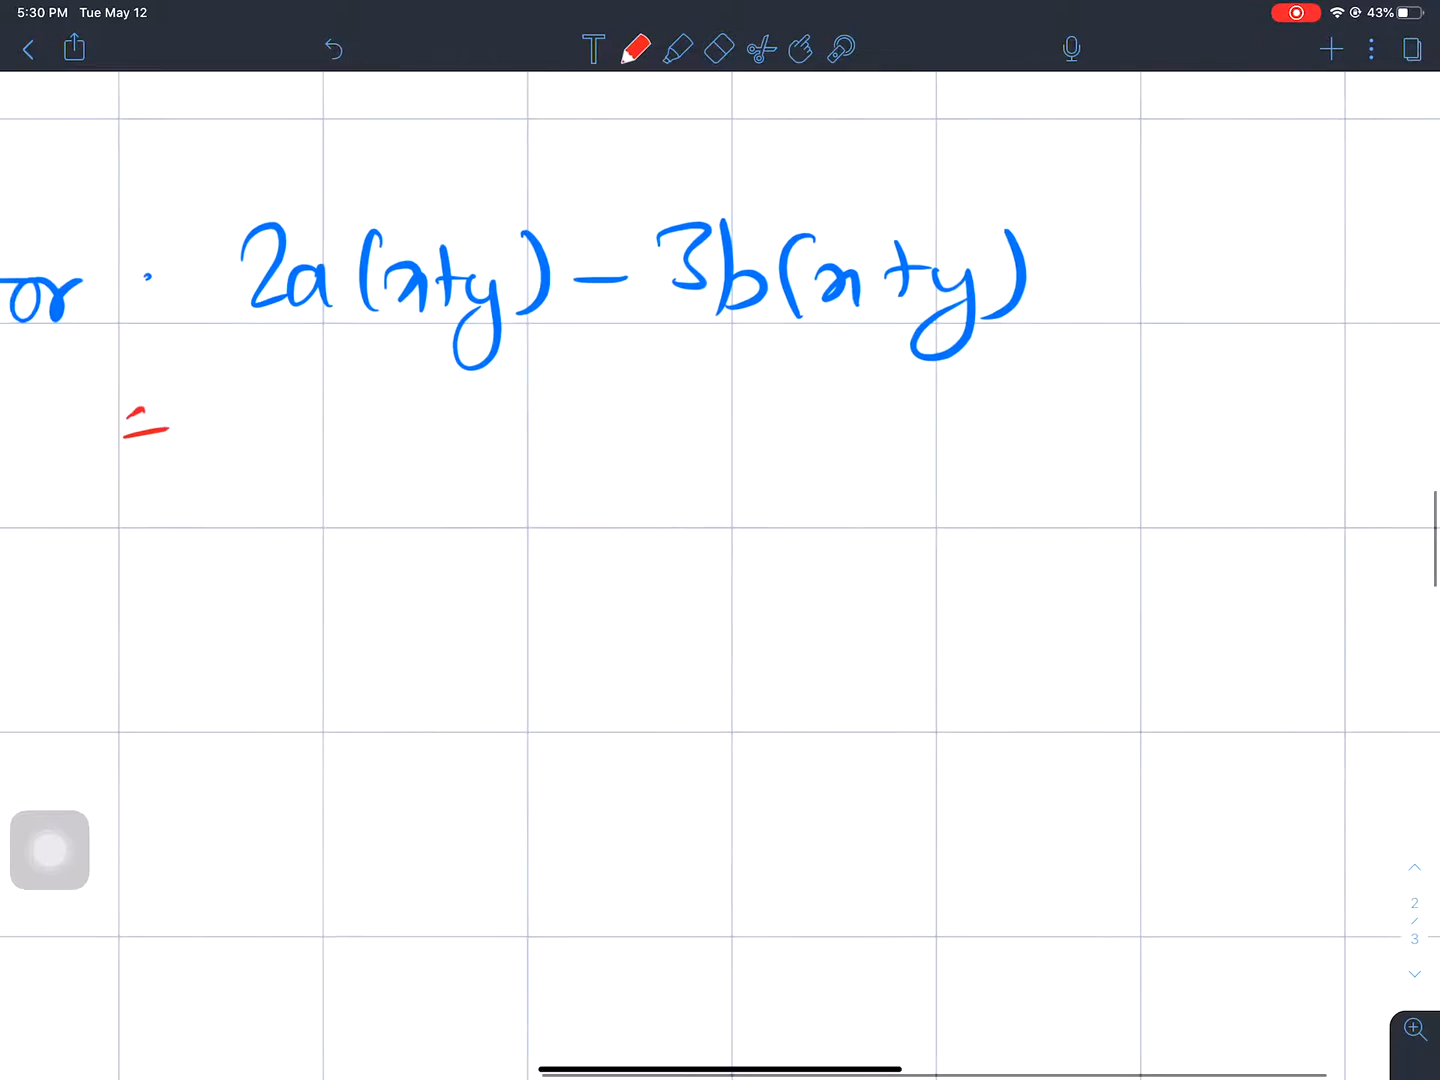 5:30 PM Tue May 12
43%
T
or : 2a(x+y) - 3b(x+y)
=
2
/
3